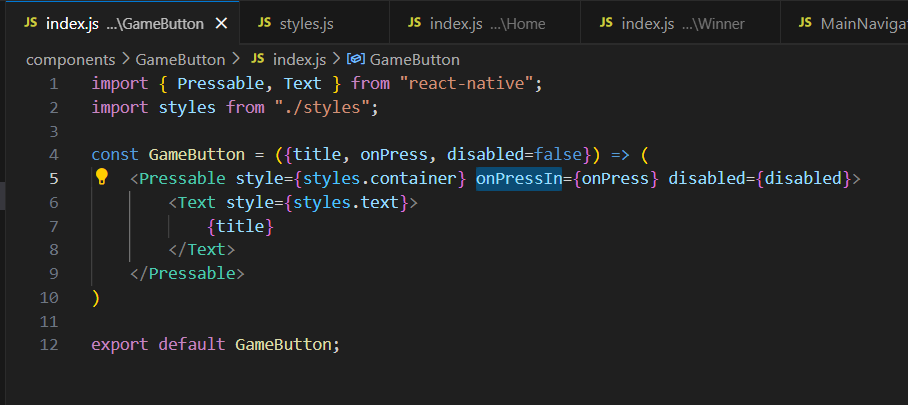 JS index.js ...\GameButton ×
JS styles.js
JS index.js ...\Home
JS index.js ...\Winner
JS MainNavigat
components > GameButton > JS index.js > GameButton
1 import { Pressable, Text } from "react-native";
2 import styles from "./styles";
3
4 const GameButton = ({title, onPress, disabled=false}) => (
5 <Pressable style={styles.container} onPressIn={onPress} disabled={disabled}>
6 <Text style={styles.text}>
7 {title}
8 </Text>
9 </Pressable>
10 )
11
12 export default GameButton;